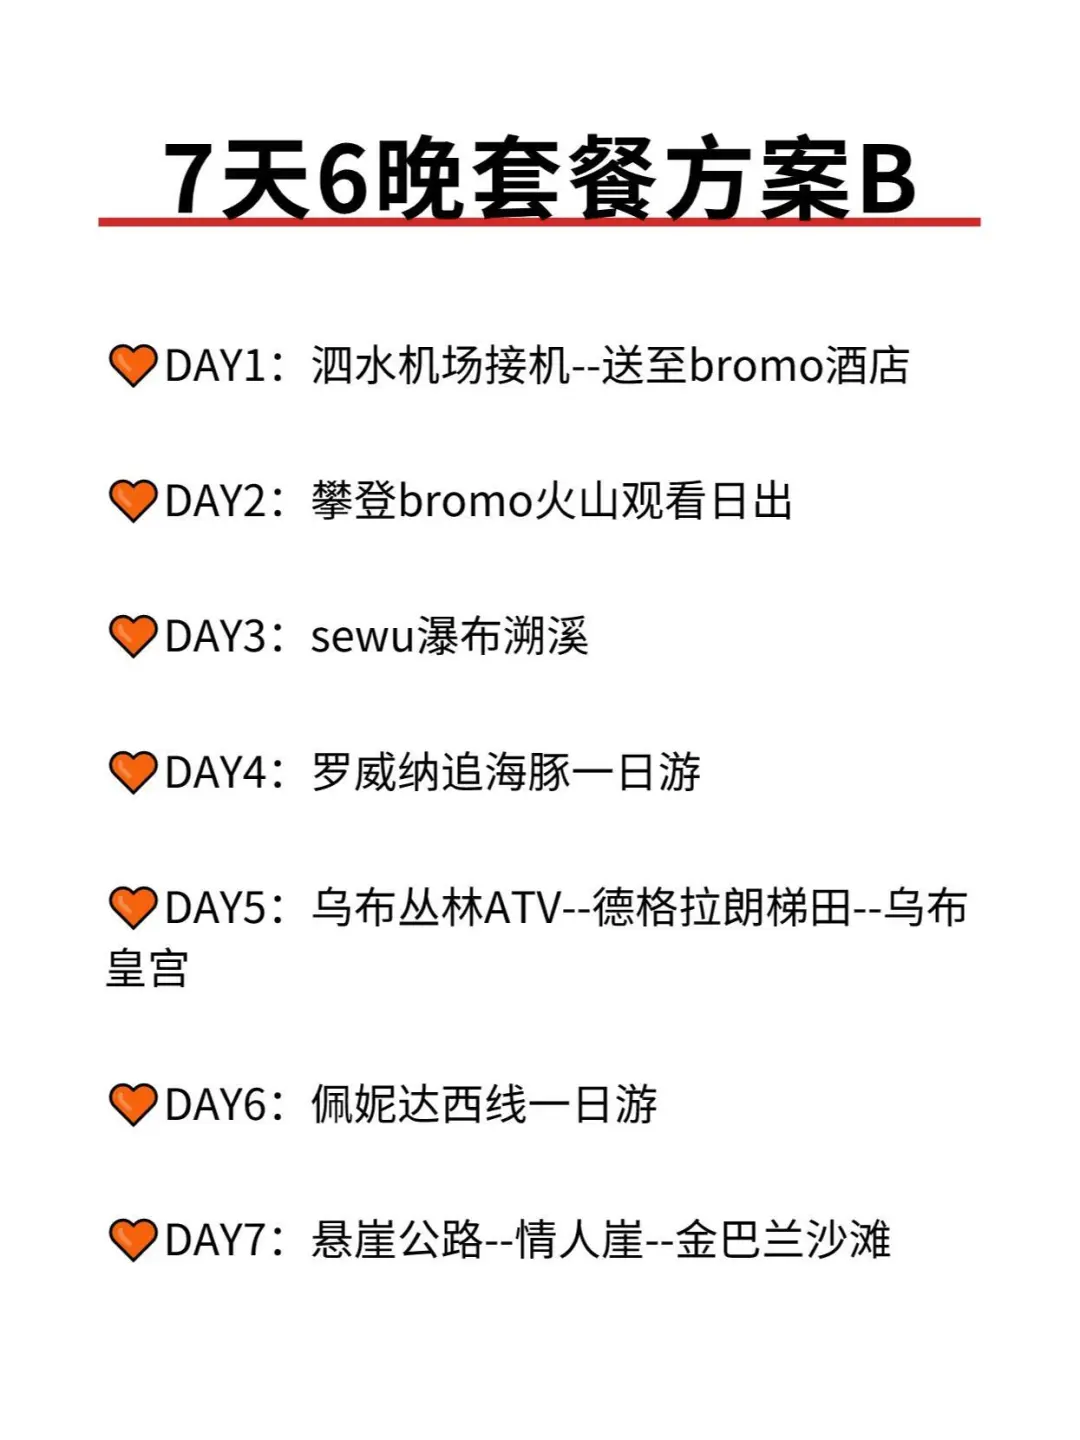 7天6晚套餐方案B
🧡DAY1：泗水机场接机--送至bromo酒店
🧡DAY2：攀登bromo火山观看日出
🧡DAY3：sewu瀑布溯溪
🧡DAY4：罗威纳追海豚一日游
🧡DAY5：乌布丛林ATV--德格拉朗梯田--乌布
皇宫
🧡DAY6：佩妮达西线一日游
🧡DAY7：悬崖公路--情人崖--金巴兰沙滩